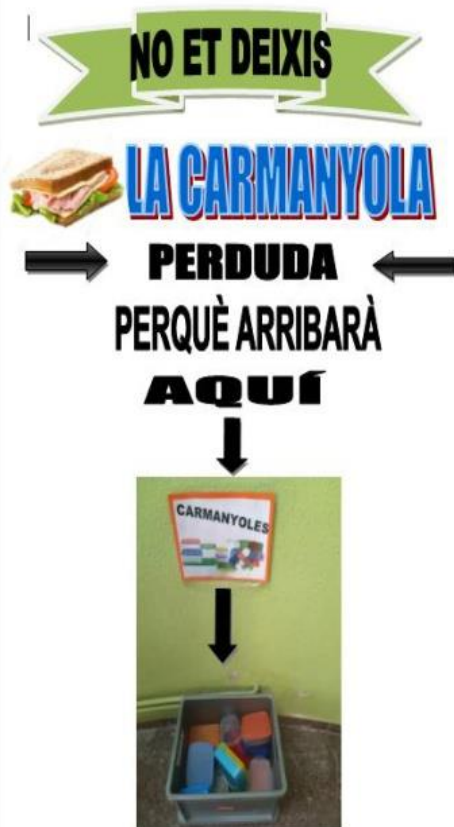 NO ET DEIXIS
LA CARMANYOLA
PERDUDA
PERQUÈ ARRIBARÀ
AQUÍ
CARMANYOLES